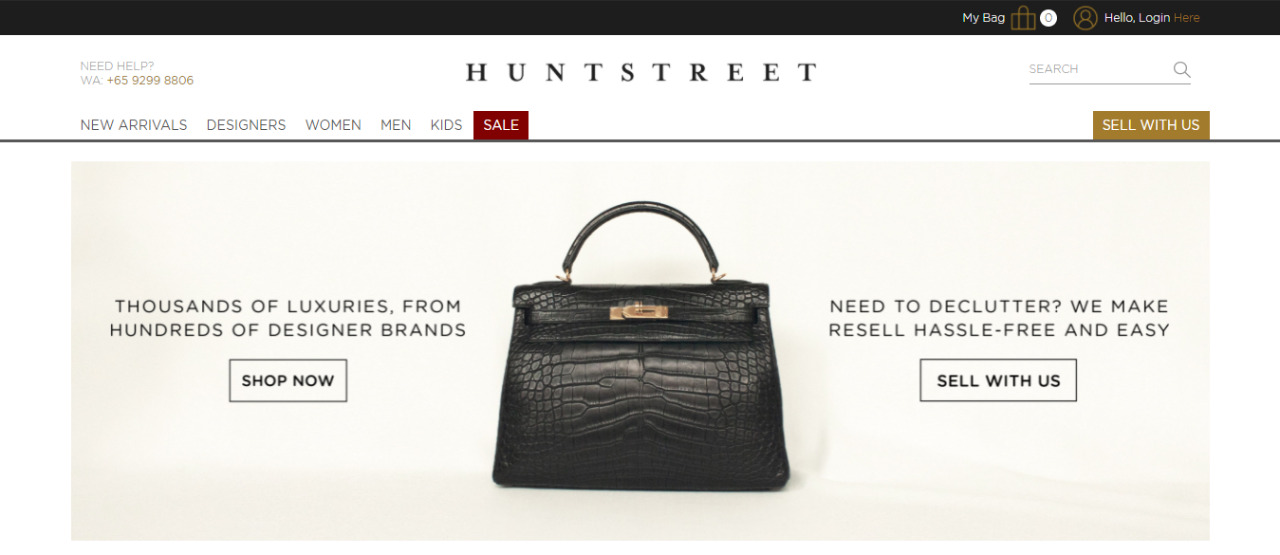 My Bag 0 Hello, Login Here
NEED HELP?
WA: +65 9299 8806
HUNTSTREET
SEARCH
NEW ARRIVALS DESIGNERS WOMEN MEN KIDS SALE SELL WITH US
THOUSANDS OF LUXURIES, FROM
HUNDREDS OF DESIGNER BRANDS
SHOP NOW
NEED TO DECLUTTER? WE MAKE
RESELL HASSLE-FREE AND EASY
SELL WITH US